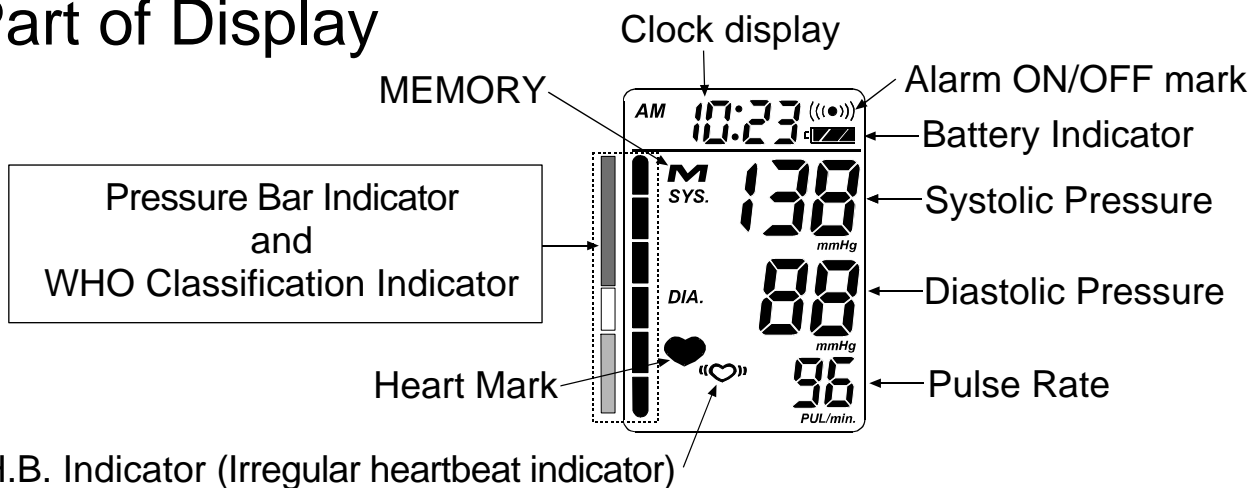 Part of Display
Clock display
MEMORY
Alarm ON/OFF mark
Battery Indicator
AM 10:23
Pressure Bar Indicator
and
WHO Classification Indicator
M
SYS. 138
mmHg
Systolic Pressure
DIA. 88
mmHg
Diastolic Pressure
Heart Mark
96
PUL/min.
Pulse Rate
H.B. Indicator (Irregular heartbeat indicator)